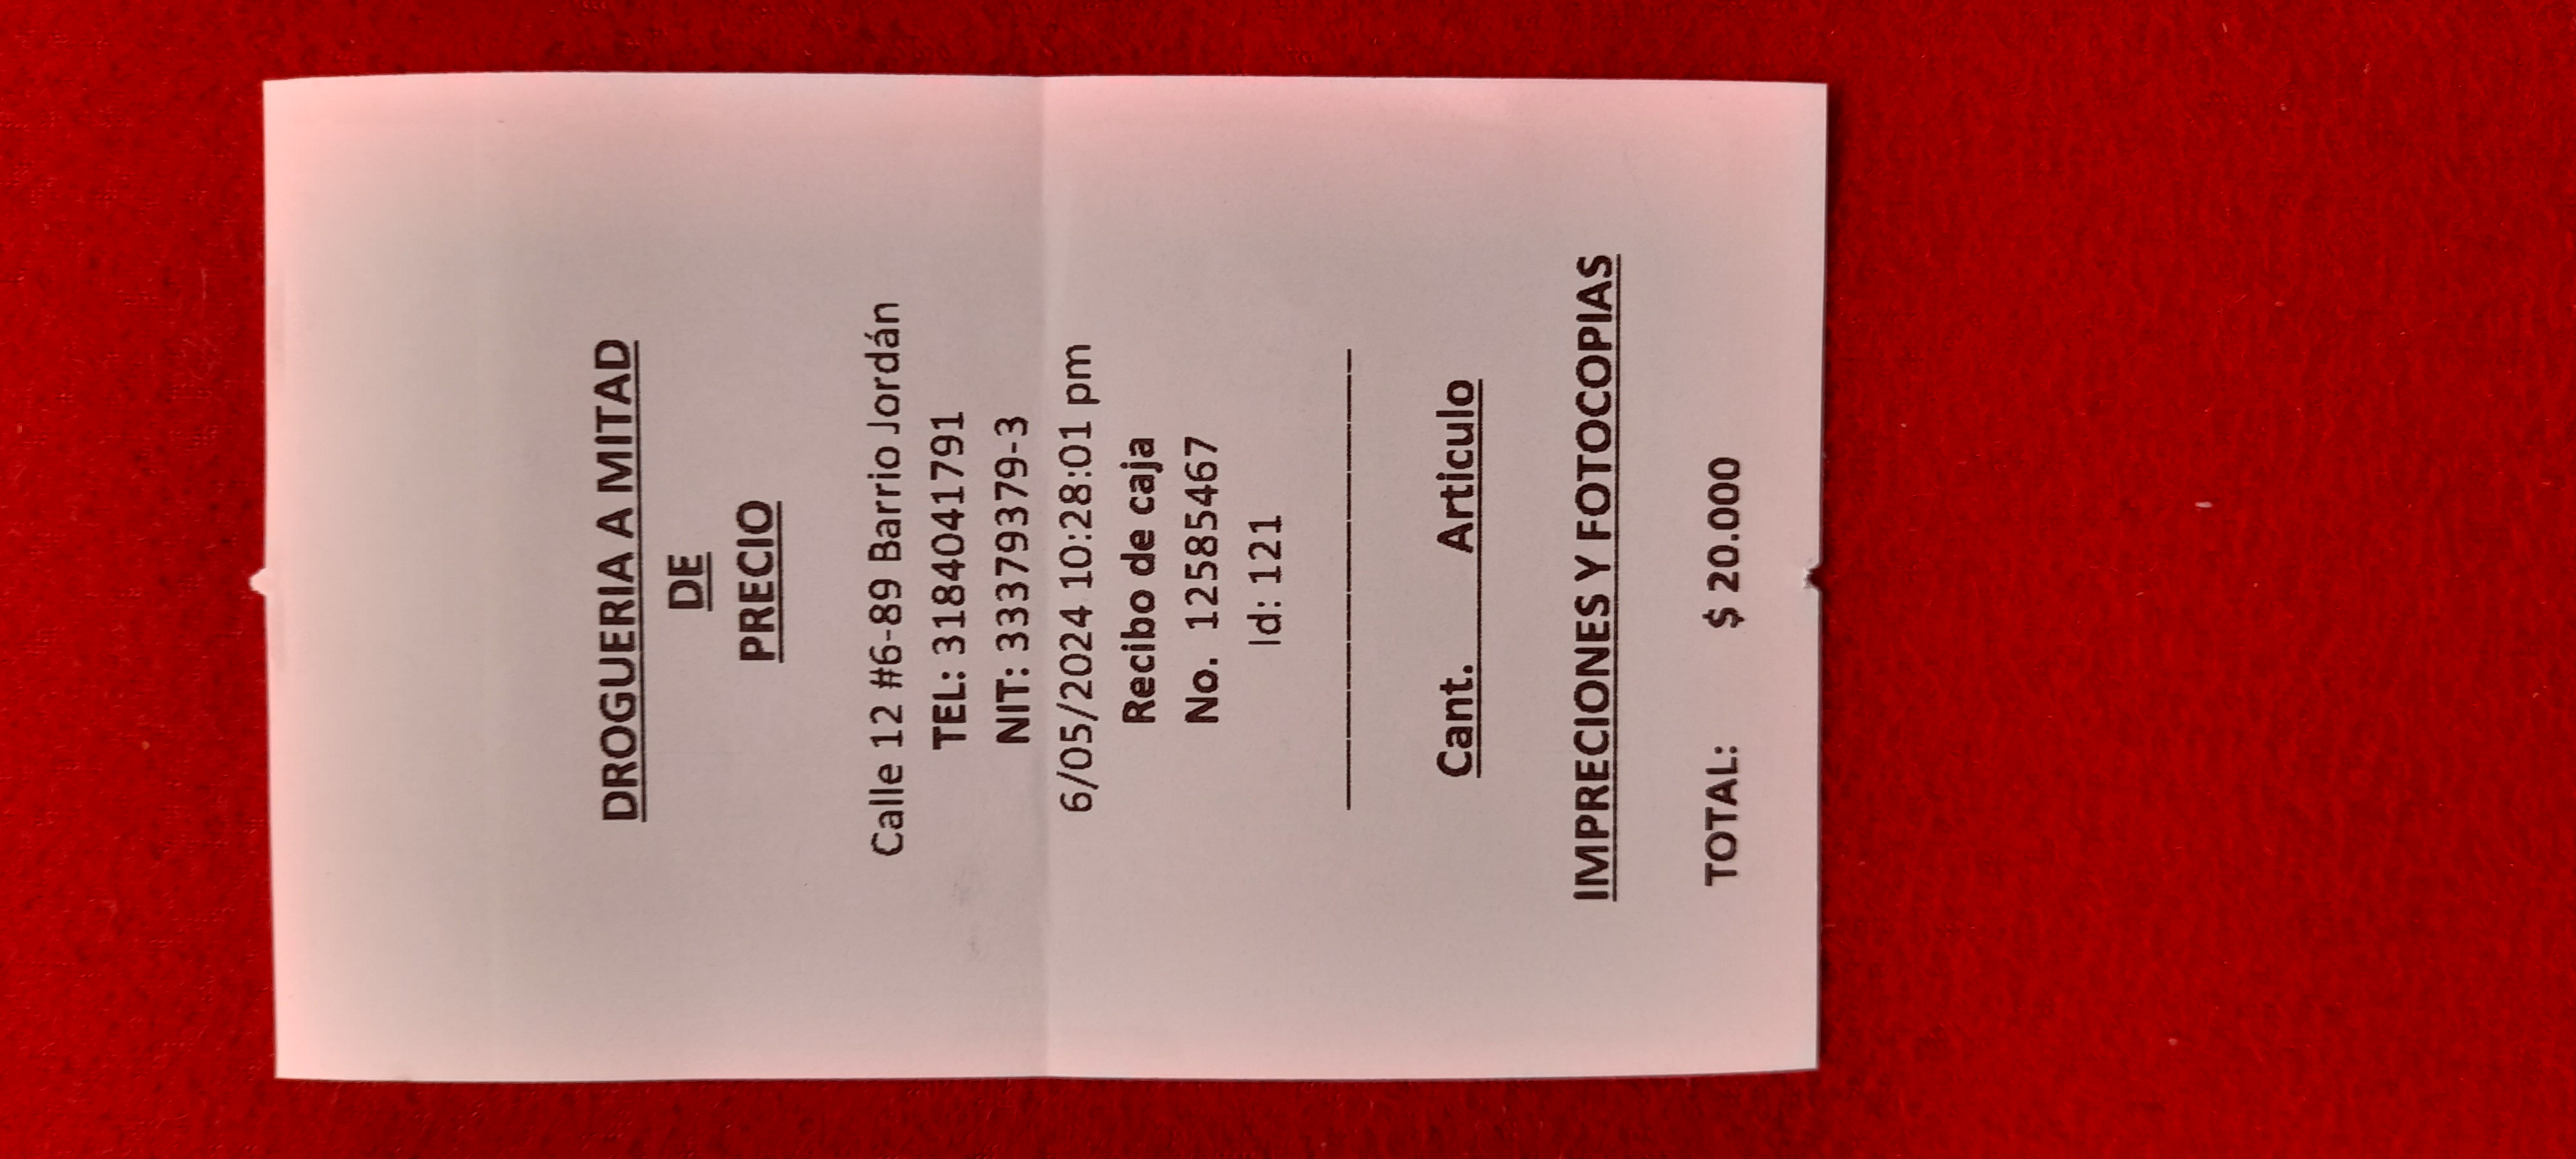 DROGUERIA A MITAD
DE
PRECIO
Calle 12 #6-89 Barrio Jordán
TEL: 3184041791
NIT: 33379379-3
6/05/2024 10:28:01 pm
Recibo de caja
No. 12585467
Id: 121
Cant. Articulo
IMPRECIONES Y FOTOCOPIAS
TOTAL: $ 20.000